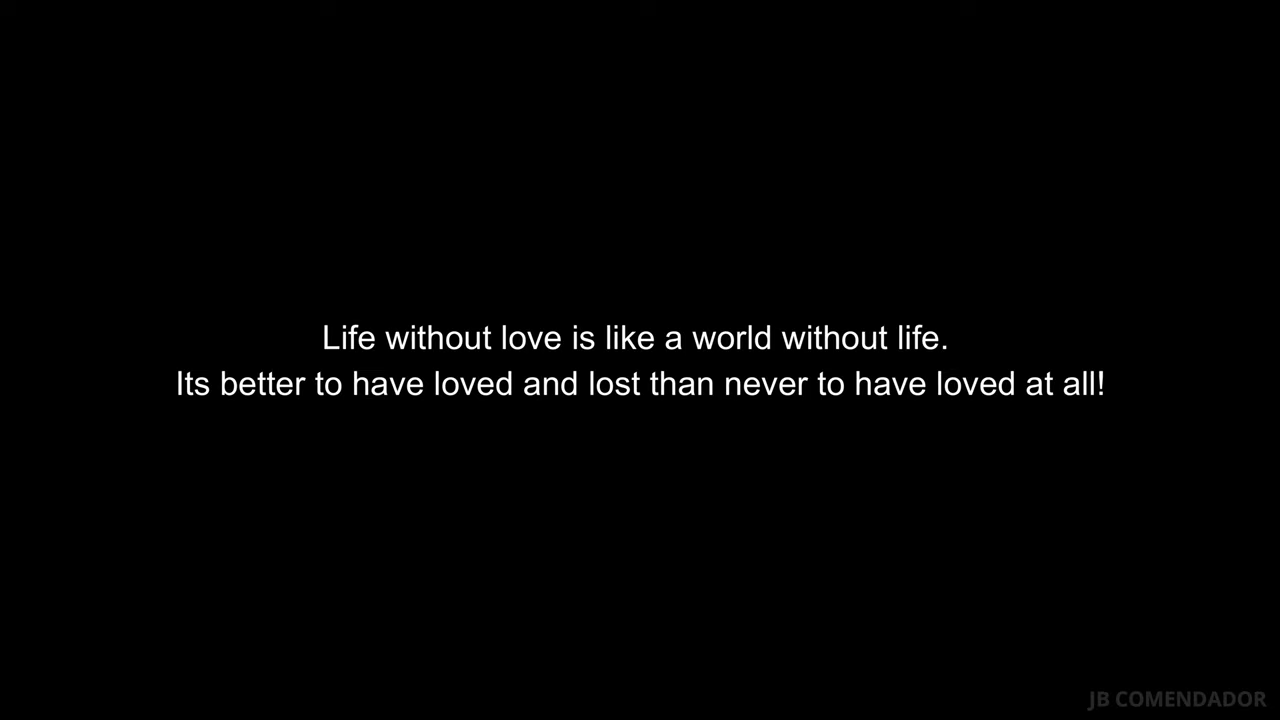 Life without love is like a world without life.
Its better to have loved and lost than never to have loved at all!
JB COMENDADOR